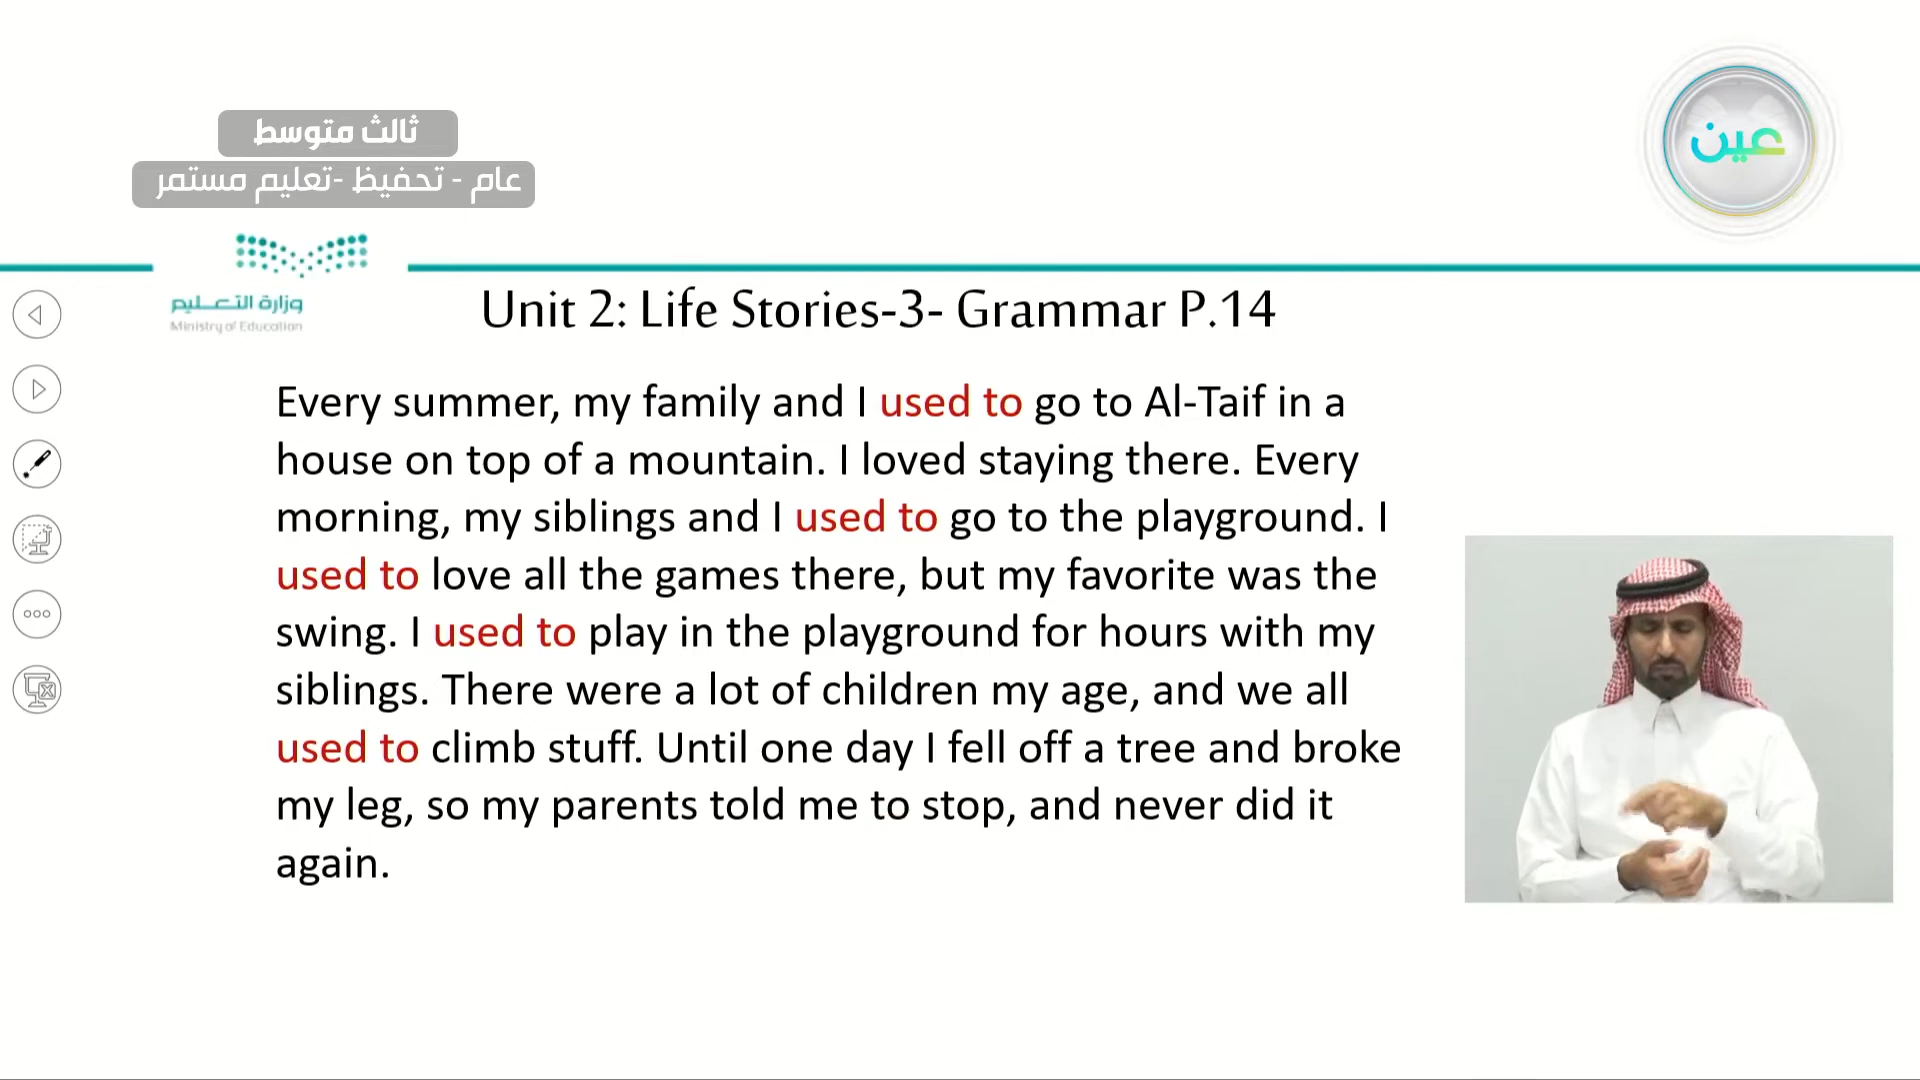 ثالث متوسط
عام - تحفيظ -تعليم مستمر
عين
وزارة التعليم
Ministry of Education
Unit 2: Life Stories-3- Grammar P.14
Every summer, my family and I used to go to Al-Taif in a
house on top of a mountain. I loved staying there. Every
morning, my siblings and I used to go to the playground. I
used to love all the games there, but my favorite was the
swing. I used to play in the playground for hours with my
siblings. There were a lot of children my age, and we all
used to climb stuff. Until one day I fell off a tree and broke
my leg, so my parents told me to stop, and never did it
again.